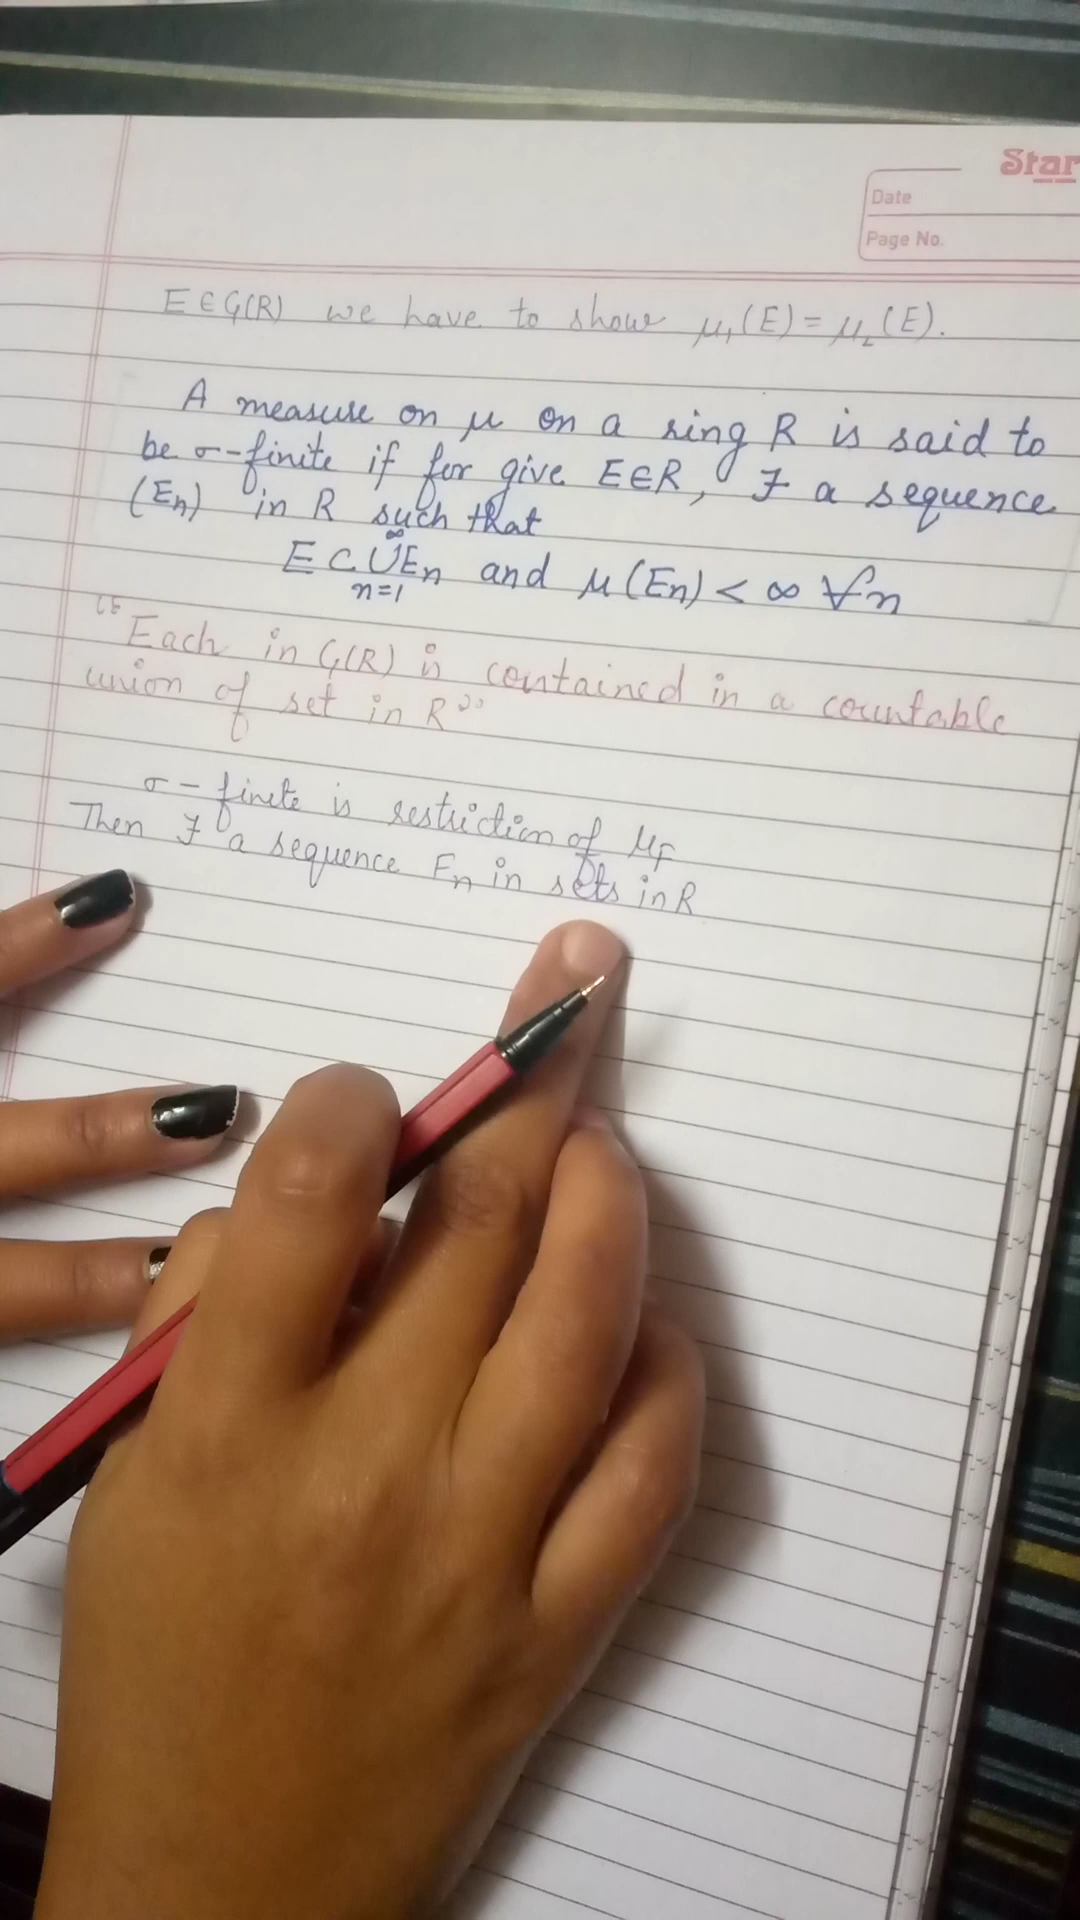 Star
Date
Page No.
E ∈ G(R) we have to show μ₁(E) = μ₂(E).
A measure on μ on a ring R is said to
be σ-finite if for give E∈R, ∃ a sequence
(En) in R such that
E ⊂ ∞∪n=1 En and μ(En) < ∞ ∀n
"Each in G(R) is contained in a countable
union of set in R"
σ-finite is restriction of μF
Then ∃ a sequence Fn in sets in R